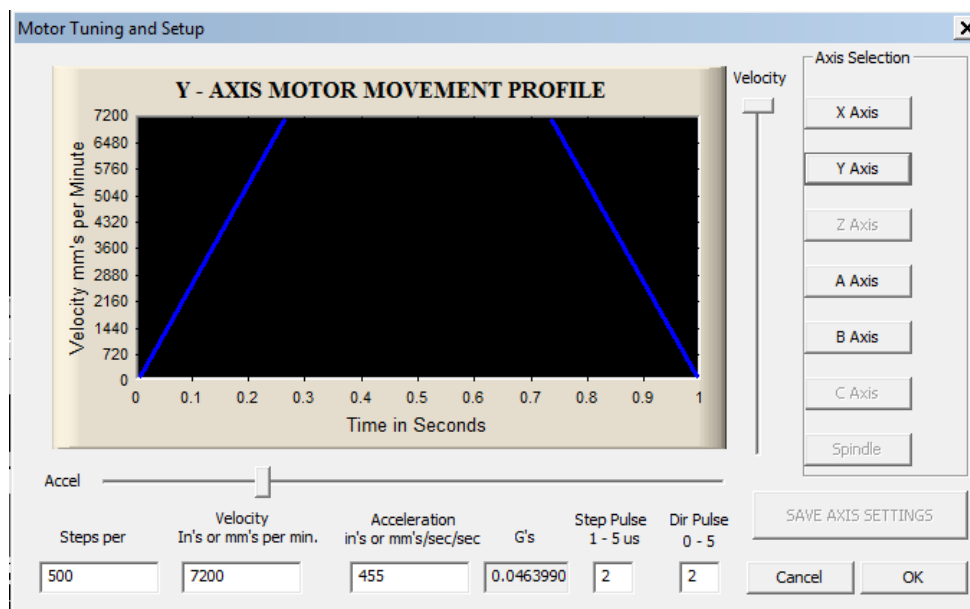 Motor Tuning and Setup
Y - AXIS MOTOR MOVEMENT PROFILE
Velocity mm's per Minute
7200
6480
5760
5040
4320
3600
2880
2160
1440
720
0
0 0.1 0.2 0.3 0.4 0.5 0.6 0.7 0.8 0.9 1
Time in Seconds
Velocity
Axis Selection
X Axis
Y Axis
Z Axis
A Axis
B Axis
C Axis
Spindle
Accel
Steps per
Velocity
In's or mm's per min.
Acceleration
in's or mm's/sec/sec
G's
Step Pulse
1 - 5 us
Dir Pulse
0 - 5
500
7200
455
0.0463990
2
2
SAVE AXIS SETTINGS
Cancel
OK